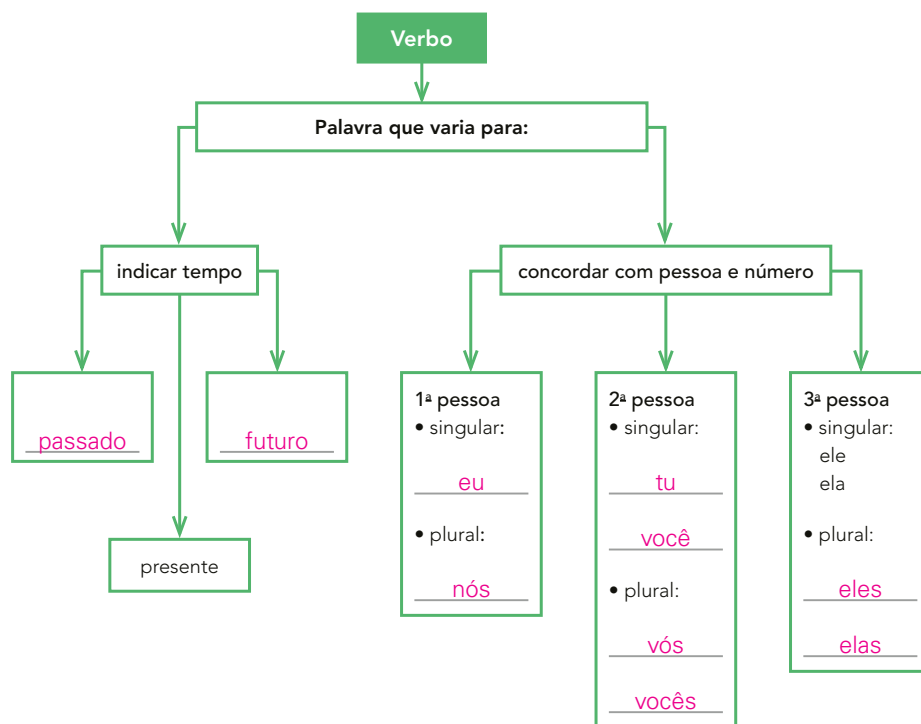 Verbo
Palavra que varia para:
indicar tempo
concordar com pessoa e número
passado
futuro
presente
1ª pessoa
• singular:
eu
• plural:
nós
2ª pessoa
• singular:
tu
você
• plural:
vós
vocês
3ª pessoa
• singular:
ele
ela
• plural:
eles
elas